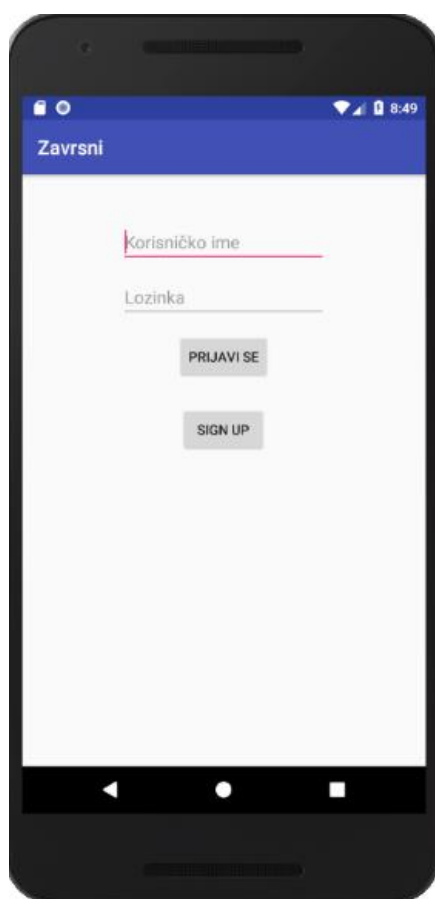 8:49
Zavrsni
Korisničko ime
Lozinka
PRIJAVI SE
SIGN UP